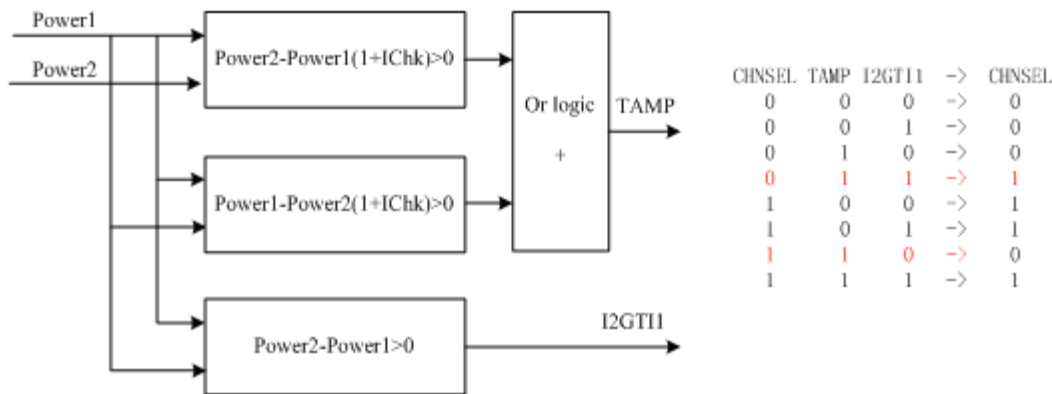 Power1
Power2
Power2-Power1(1+IChk)>0
Or logic
+
TAMP
Power1-Power2(1+IChk)>0
I2GTI1
Power2-Power1>0
CHNSEL TAMP I2GTI1 -> CHNSEL
0 0 0 -> 0
0 0 1 -> 0
0 1 0 -> 0
0 1 1 -> 1
1 0 0 -> 1
1 0 1 -> 1
1 1 0 -> 0
1 1 1 -> 1